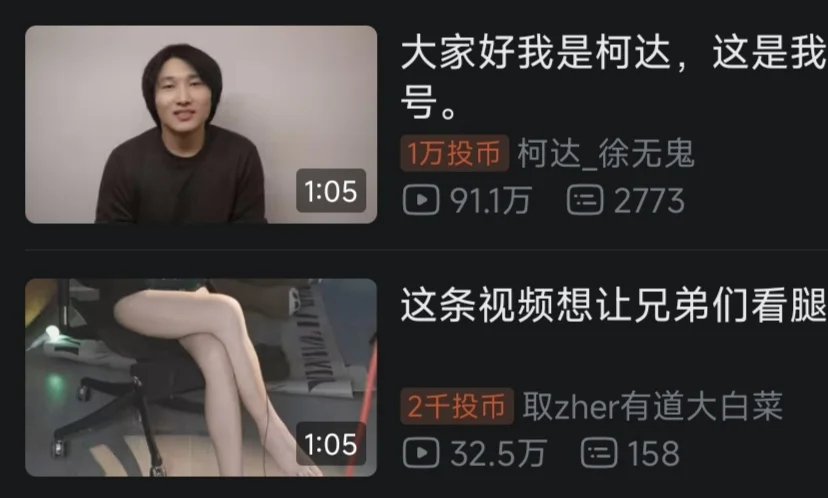 大家好我是柯达，这是我
号。
1万投币 柯达_徐无鬼
91.1万 2773
1:05
这条视频想让兄弟们看腿
2千投币 取zher有道大白菜
32.5万 158
1:05